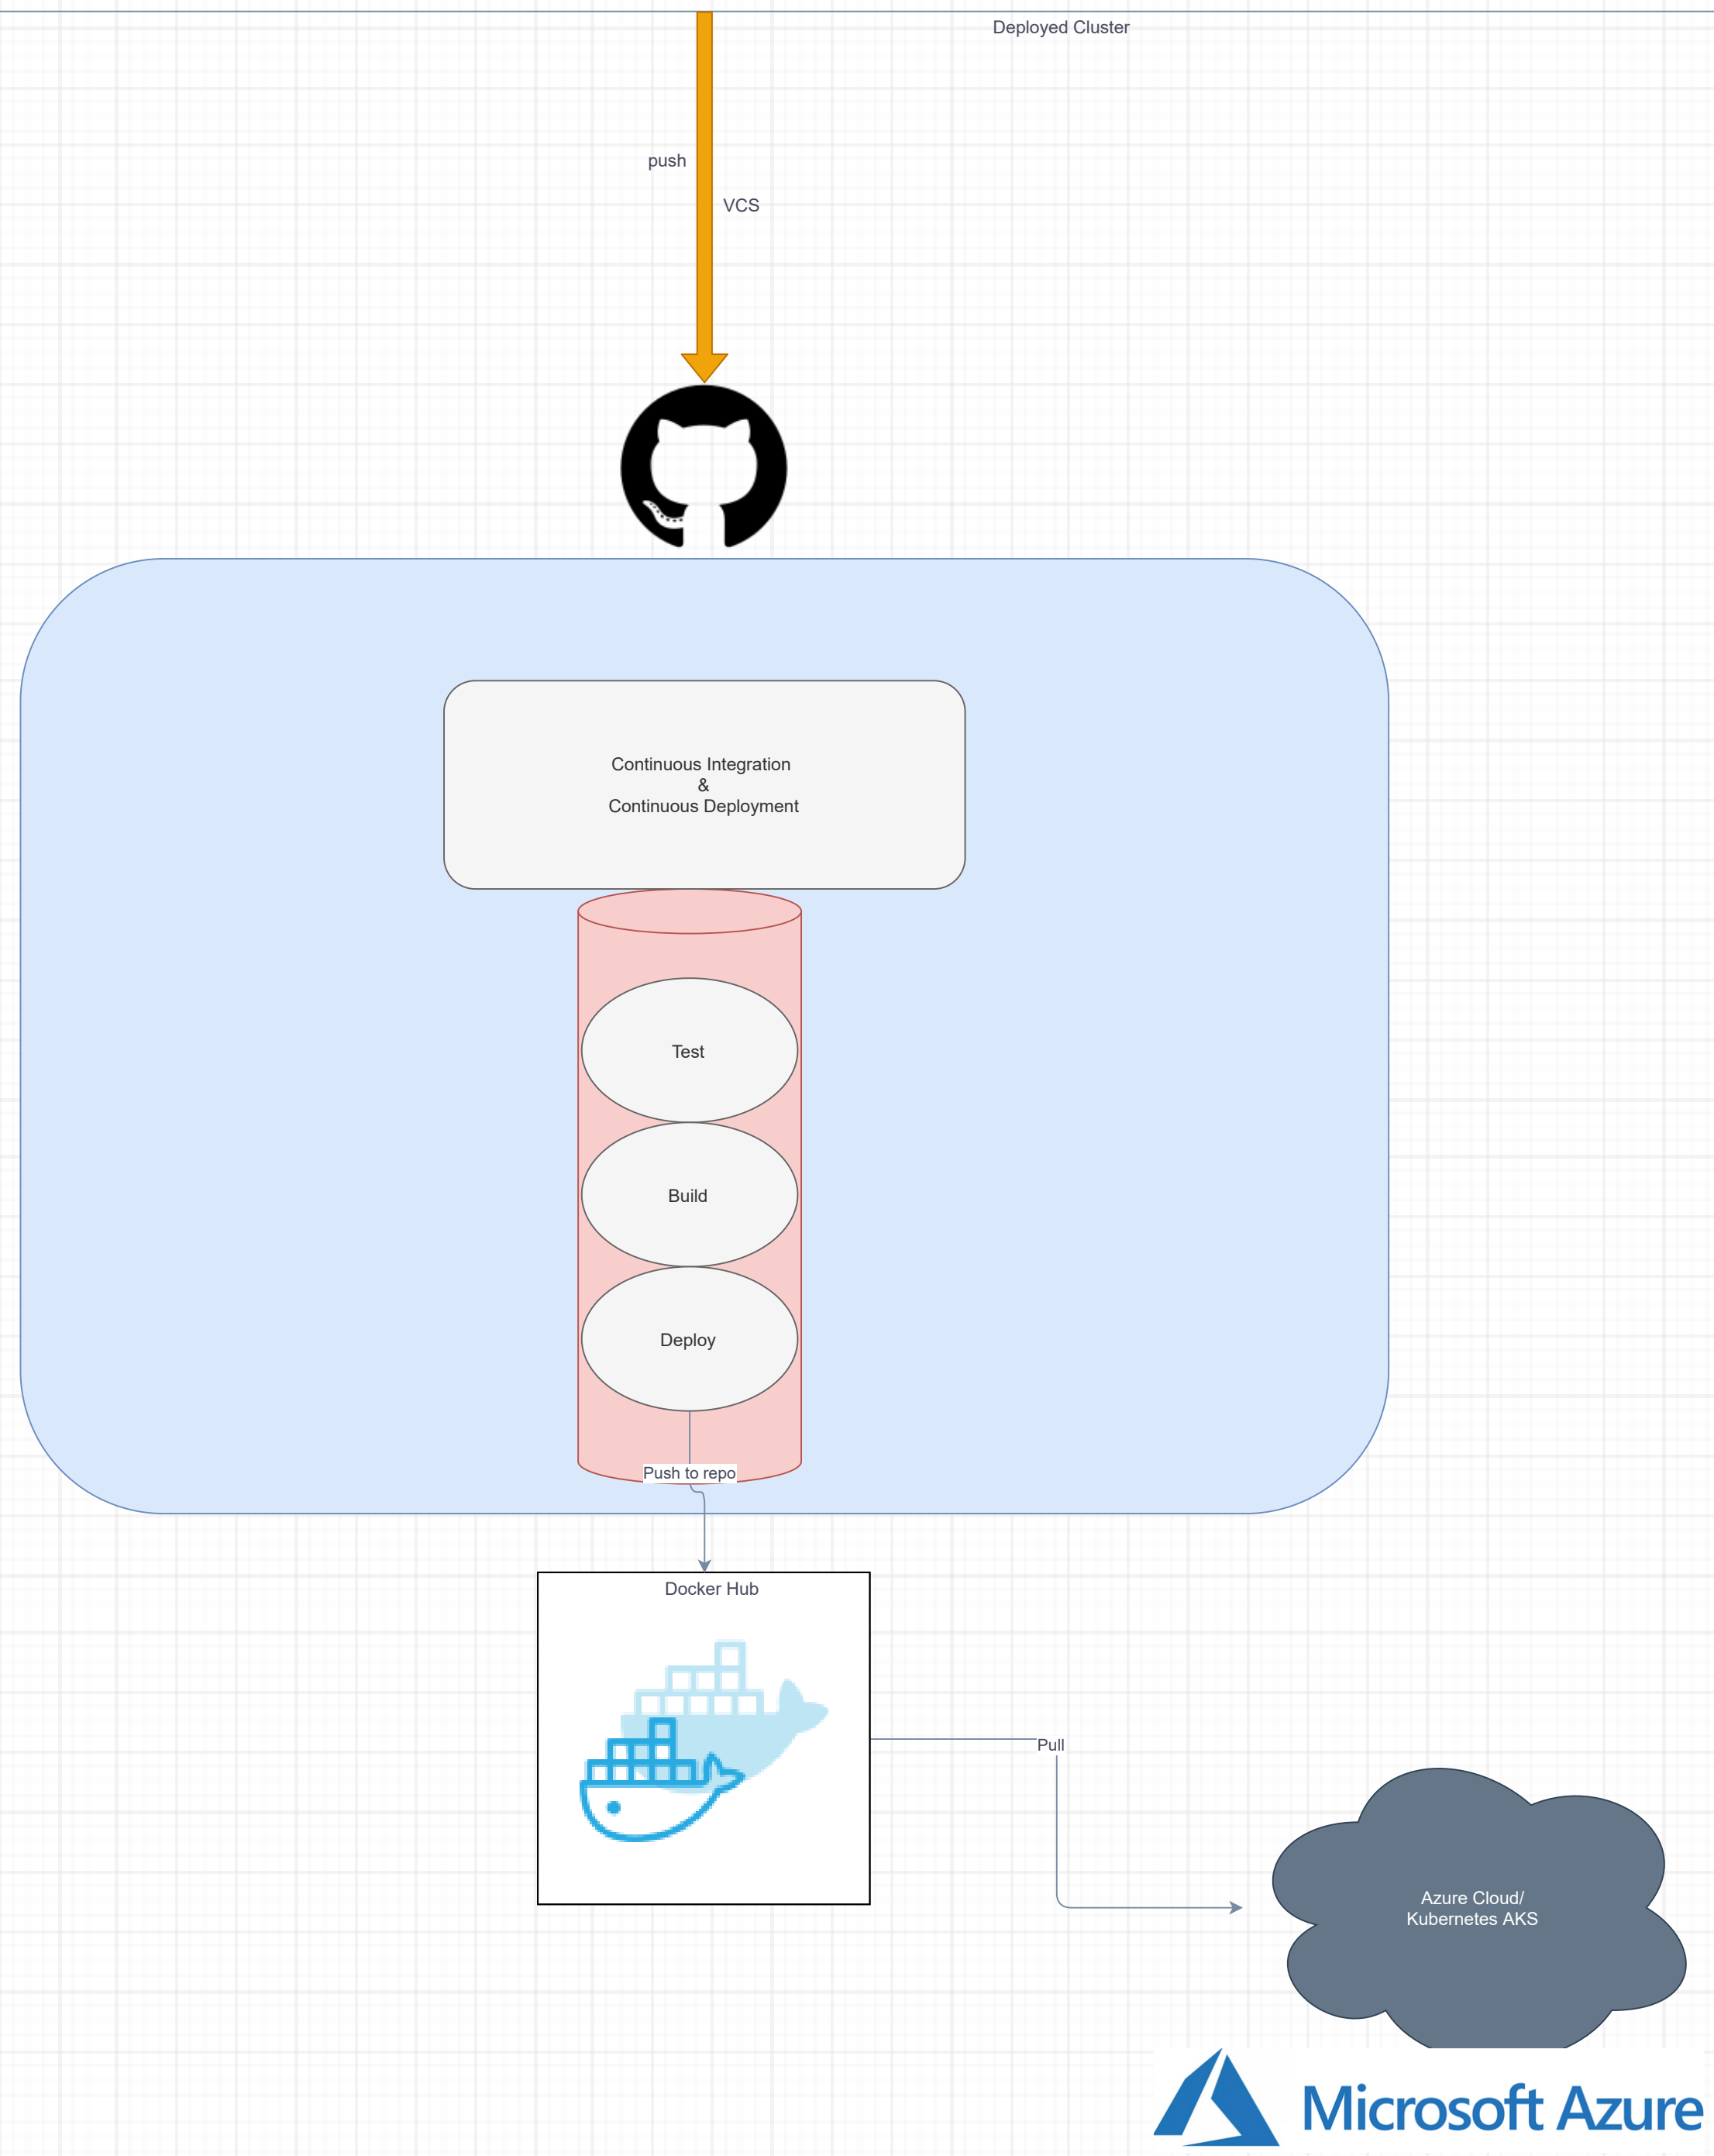 Deployed Cluster
push
VCS
Continuous Integration
&
Continuous Deployment
Test
Build
Deploy
Push to repo
Docker Hub
Pull
Azure Cloud/
Kubernetes AKS
Microsoft Azure